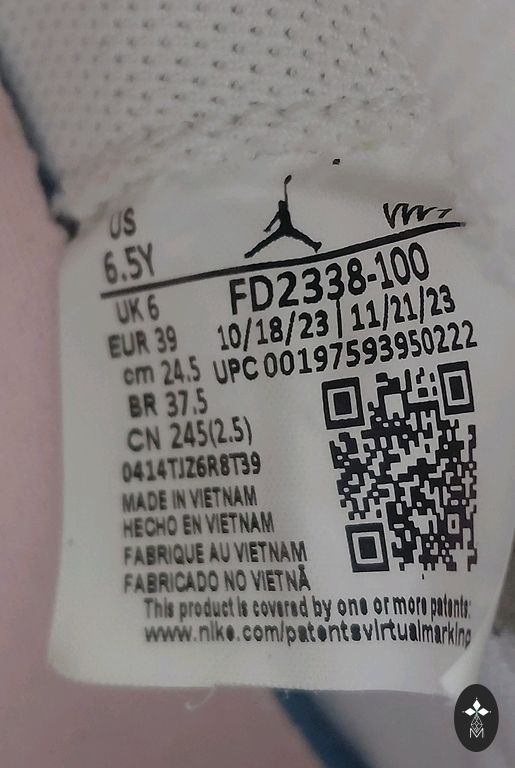 US
6.5Y
FD2338-100
UK 6
10/18/23 | 11/21/23
EUR 39
UPC 00197593950222
cm 24.5
BR 37.5
CN 245(2.5)
0414TJZ6R8T39
MADE IN VIETNAM
HECHO EN VIETNAM
FABRIQUE AU VIETNAM
FABRICADO NO VIETNÃ
This product is covered by one or more patents:
www.nike.com/patentsvirtualmarking